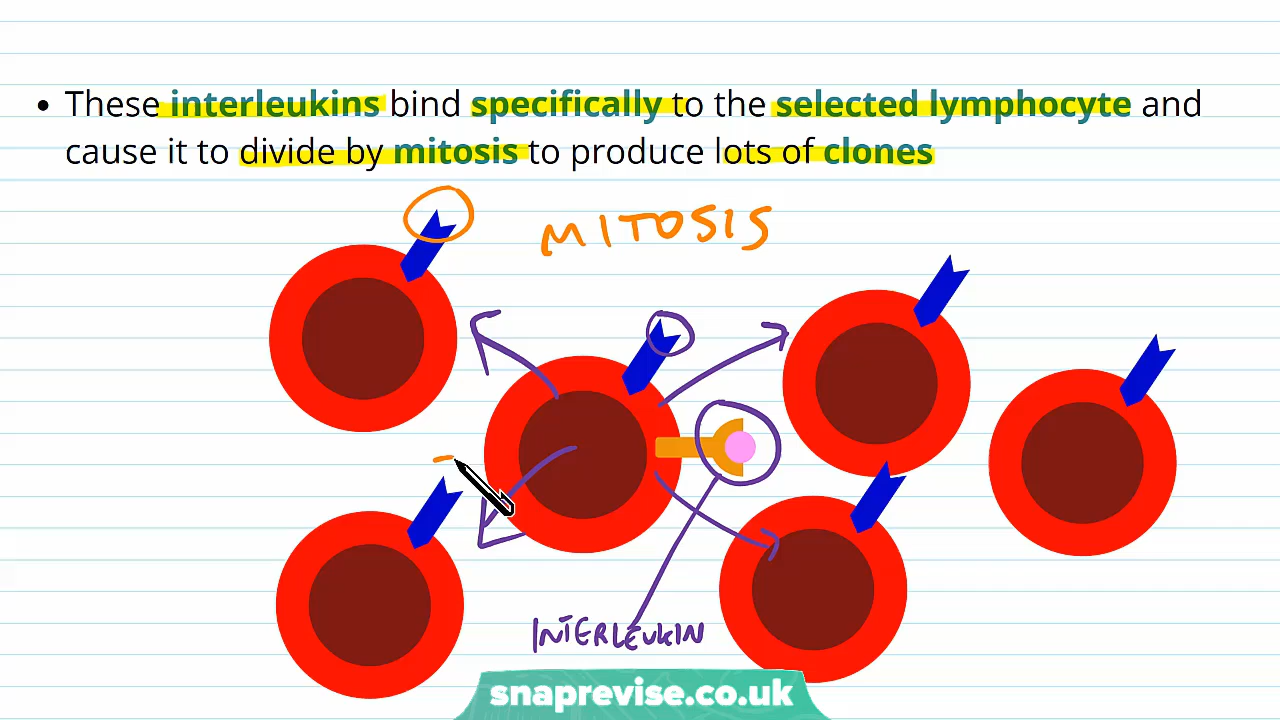 • These interleukins bind specifically to the selected lymphocyte and
cause it to divide by mitosis to produce lots of clones
MITOSIS
INTERLEUKIN
snaprevise.co.uk